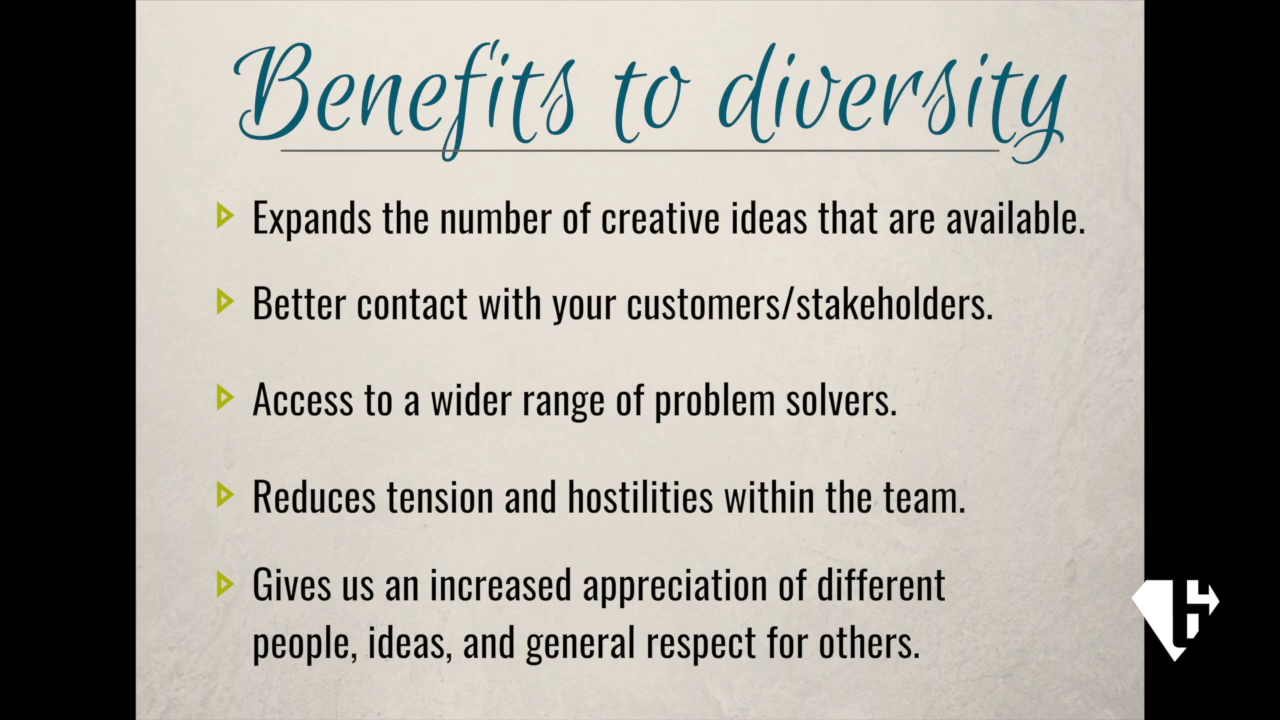 Benefits to diversity
Expands the number of creative ideas that are available.
Better contact with your customers/stakeholders.
Access to a wider range of problem solvers.
Reduces tension and hostilities within the team.
Gives us an increased appreciation of different
people, ideas, and general respect for others.